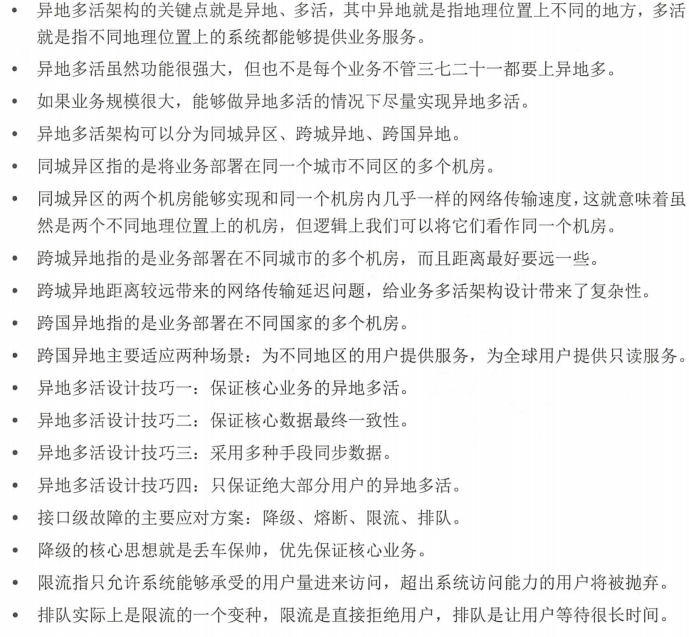 • 异地多活架构的关键点就是异地、多活，其中异地就是指地理位置上不同的地方，多活
就是指不同地理位置上的系统都能够提供业务服务。
• 异地多活虽然功能很强大，但也不是每个业务不管三七二十一都要上异地多。
• 如果业务规模很大，能够做异地多活的情况下尽量实现异地多活。
• 异地多活架构可以分为同城异区、跨城异地、跨国异地。
• 同城异区指的是将业务部署在同一个城市不同区的多个机房。
• 同城异区的两个机房能够实现和同一个机房内几乎一样的网络传输速度，这就意味着虽
然是两个不同地理位置上的机房，但逻辑上我们可以将它们看作同一个机房。
• 跨城异地指的是业务部署在不同城市的多个机房，而且距离最好要远一些。
• 跨城异地距离较远带来的网络传输延迟问题，给业务多活架构设计带来了复杂性。
• 跨国异地指的是业务部署在不同国家的多个机房。
• 跨国异地主要适应两种场景：为不同地区的用户提供服务，为全球用户提供只读服务。
• 异地多活设计技巧一：保证核心业务的异地多活。
• 异地多活设计技巧二：保证核心数据最终一致性。
• 异地多活设计技巧三：采用多种手段同步数据。
• 异地多活设计技巧四：只保证绝大部分用户的异地多活。
• 接口级故障的主要应对方案：降级、熔断、限流、排队。
• 降级的核心思想就是丢车保帅，优先保证核心业务。
• 限流指只允许系统能够承受的用户量进来访问，超出系统访问能力的用户将被抛弃。
• 排队实际上是限流的一个变种，限流是直接拒绝用户，排队是让用户等待很长时间。